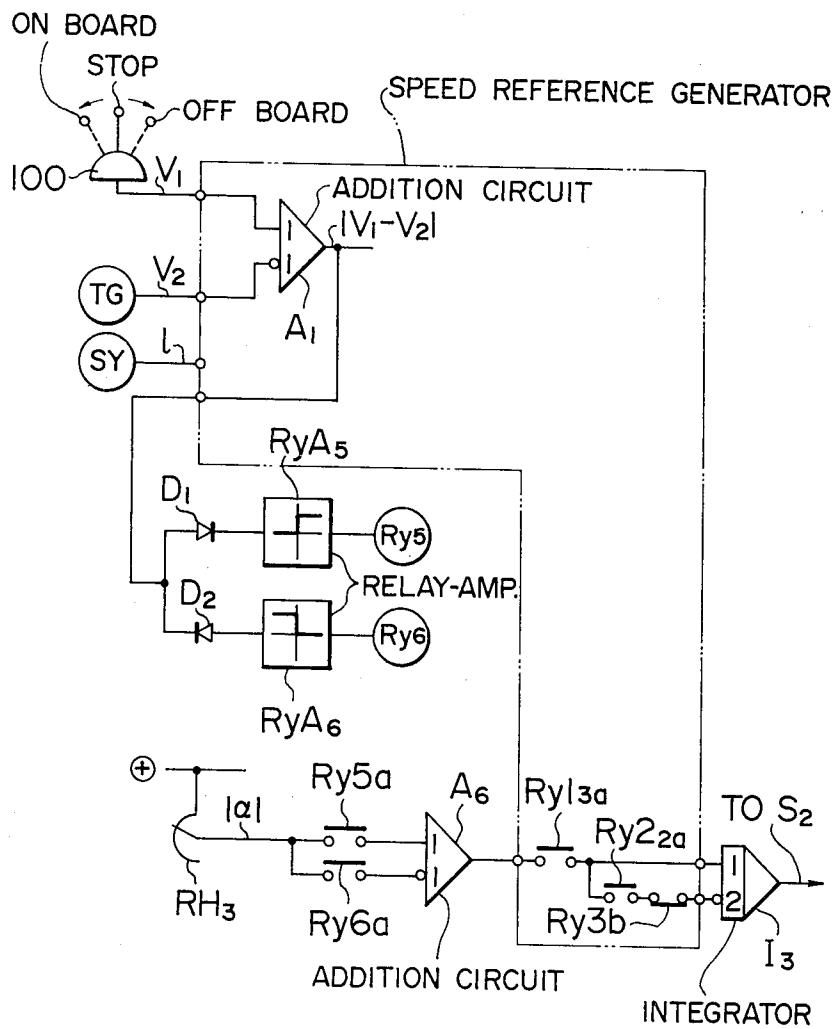 ON BOARD
STOP
OFF BOARD
SPEED REFERENCE GENERATOR
100
V1
ADDITION CIRCUIT
|V1-V2|
1
1
TG
V2
A1
SY
l
RyA5
D1
Ry5
RELAY-AMP.
D2
Ry6
RyA6
+
Ry5a
A6
Ry13a
|α|
1
1
Ry22a
TO S2
1
2
RH3
Ry6a
Ry3b
I3
ADDITION CIRCUIT
INTEGRATOR